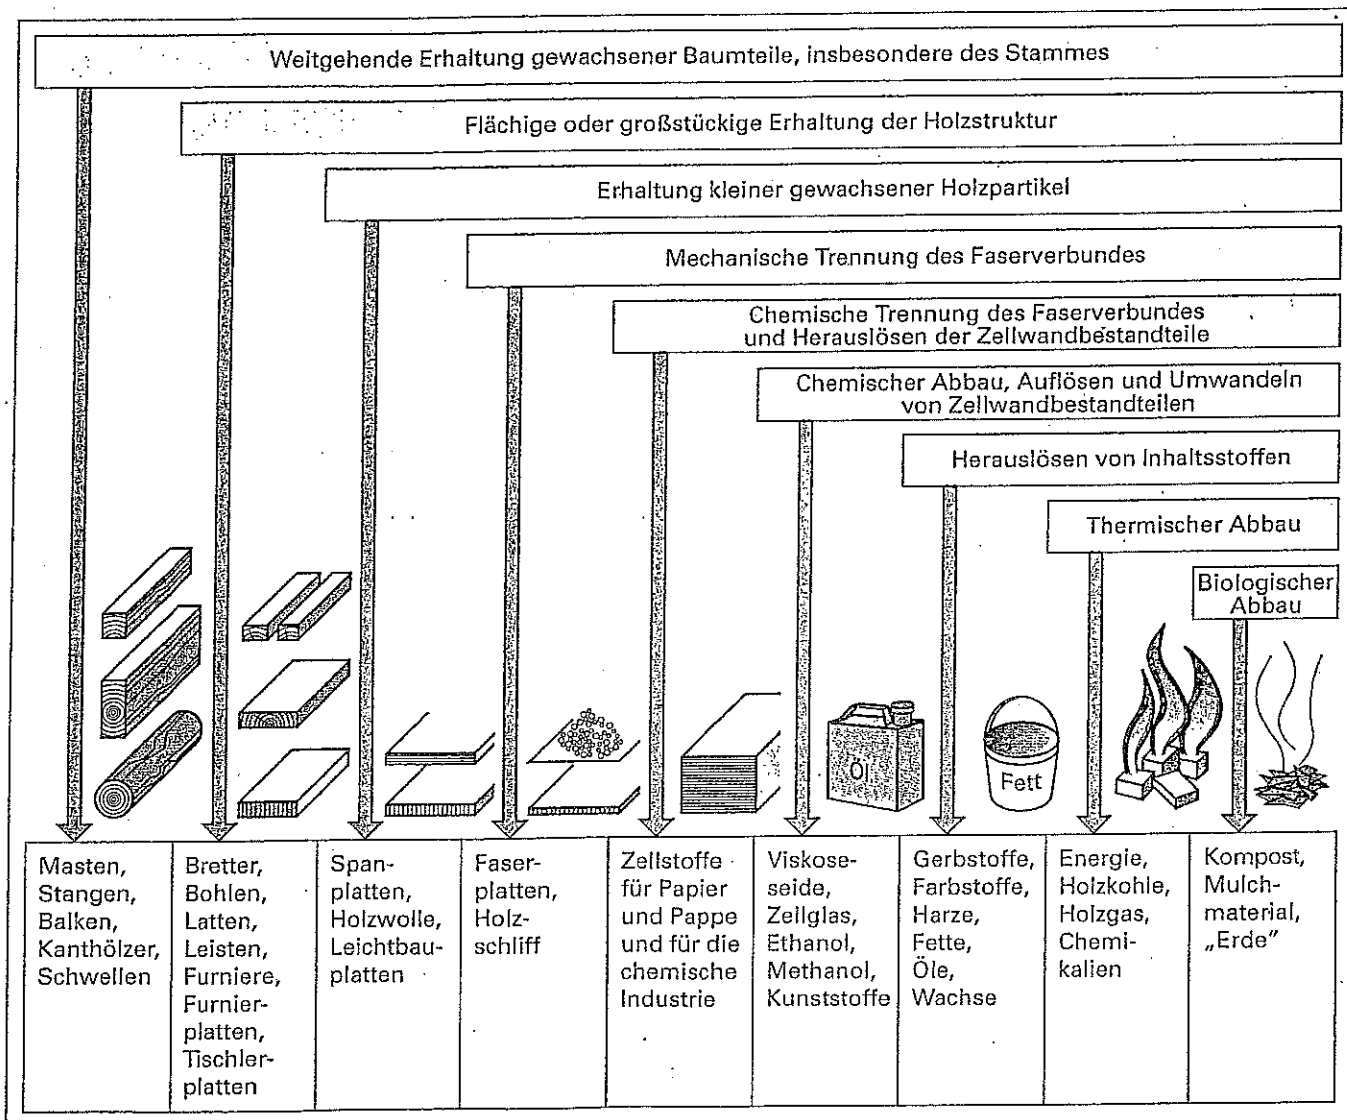 Weitgehende Erhaltung gewachsener Baumteile, insbesondere des Stammes
Flächige oder großstückige Erhaltung der Holzstruktur
Erhaltung kleiner gewachsener Holzpartikel
Mechanische Trennung des Faserverbundes
Chemische Trennung des Faserverbundes
und Herauslösen der Zellwandbestandteile
Chemischer Abbau, Auflösen und Umwandeln
von Zellwandbestandteilen
Herauslösen von Inhaltsstoffen
Thermischer Abbau
Biologischer
Abbau
Öl
Fett
Masten,
Stangen,
Balken,
Kanthölzer,
Schwellen
Bretter,
Bohlen,
Latten,
Leisten,
Furniere,
Furnier-
platten,
Tischler-
platten
Span-
platten,
Holzwolle,
Leichtbau-
platten
Faser-
platten,
Holz-
schliff
Zellstoffe
für Papier
und Pappe
und für die
chemische
Industrie
Viskose-
seide,
Zellglas,
Ethanol,
Methanol,
Kunststoffe
Gerbstoffe,
Farbstoffe,
Harze,
Fette,
Öle,
Wachse
Energie,
Holzkohle,
Holzgas,
Chemi-
kalien
Kompost,
Mulch-
material,
„Erde"